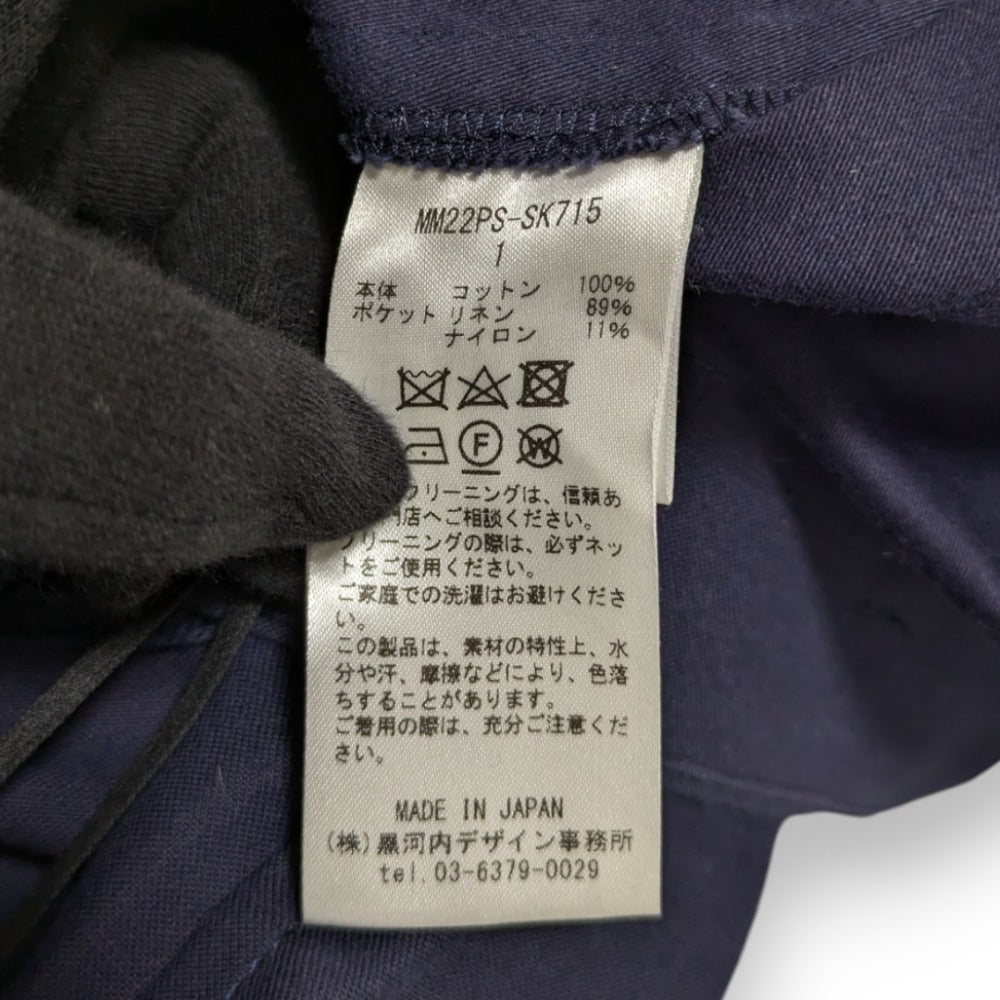 MM22PS-SK715
1
本体 コットン 100%
ポケット リネン 89%
ナイロン 11%
F
W
リーニングは、信頼あ
門店へご相談ください。
クリーニングの際は、必ずネッ
トをご使用ください。
ご家庭での洗濯はお避けくださ
い。
この製品は、素材の特性上、水
分や汗、摩擦などにより、色落
ちすることがあります。
ご着用の際は、充分ご注意くだ
さい。
MADE IN JAPAN
(株)黒河内デザイン事務所
tel.03-6379-0029